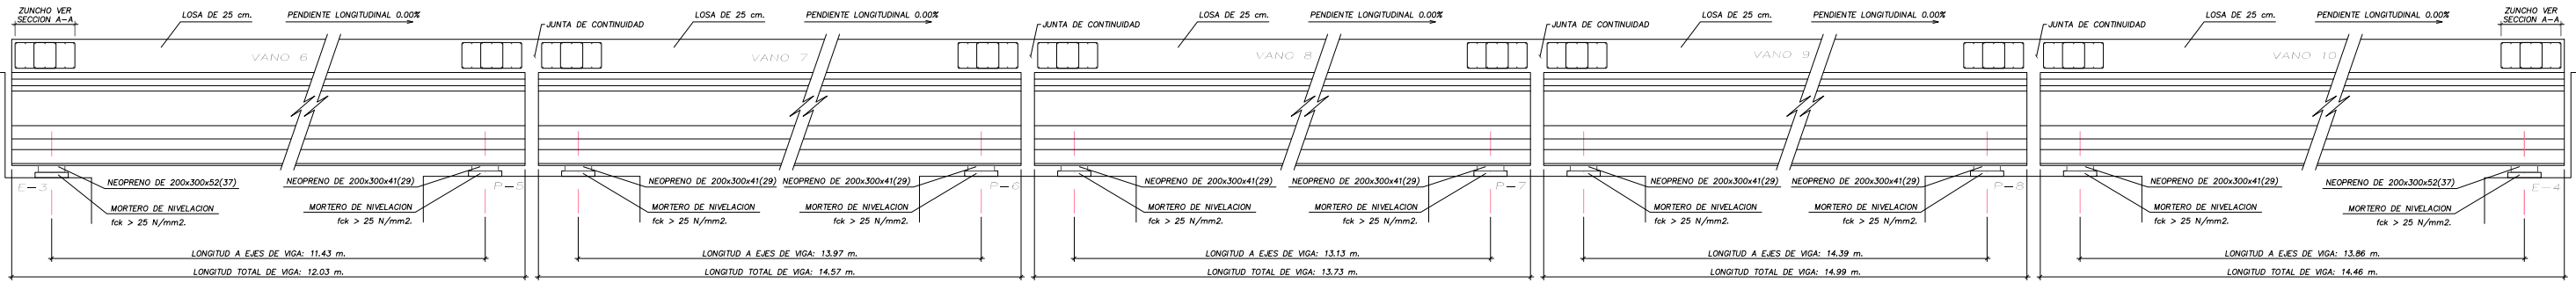 ZUNCHO VER
SECCION A-A
LOSA DE 25 cm.
PENDIENTE LONGITUDINAL 0.00%
JUNTA DE CONTINUIDAD
LOSA DE 25 cm.
PENDIENTE LONGITUDINAL 0.00%
JUNTA DE CONTINUIDAD
LOSA DE 25 cm.
PENDIENTE LONGITUDINAL 0.00%
JUNTA DE CONTINUIDAD
LOSA DE 25 cm.
PENDIENTE LONGITUDINAL 0.00%
JUNTA DE CONTINUIDAD
LOSA DE 25 cm.
PENDIENTE LONGITUDINAL 0.00%
ZUNCHO VER
SECCION A-A
VANO 6
VANO 7
VANO 8
VANO 9
VANO 10
E-3
NEOPRENO DE 200x300x52(37)
MORTERO DE NIVELACION
fck > 25 N/mm2.
NEOPRENO DE 200x300x41(29)
MORTERO DE NIVELACION
fck > 25 N/mm2.
P-5
NEOPRENO DE 200x300x41(29)
MORTERO DE NIVELACION
fck > 25 N/mm2.
NEOPRENO DE 200x300x41(29)
MORTERO DE NIVELACION
fck > 25 N/mm2.
P-6
NEOPRENO DE 200x300x41(29)
MORTERO DE NIVELACION
fck > 25 N/mm2.
NEOPRENO DE 200x300x41(29)
MORTERO DE NIVELACION
fck > 25 N/mm2.
P-7
NEOPRENO DE 200x300x41(29)
MORTERO DE NIVELACION
fck > 25 N/mm2.
NEOPRENO DE 200x300x41(29)
MORTERO DE NIVELACION
fck > 25 N/mm2.
P-8
NEOPRENO DE 200x300x41(29)
MORTERO DE NIVELACION
fck > 25 N/mm2.
NEOPRENO DE 200x300x52(37)
MORTERO DE NIVELACION
fck > 25 N/mm2.
E-4
LONGITUD A EJES DE VIGA: 11.43 m.
LONGITUD TOTAL DE VIGA: 12.03 m.
LONGITUD A EJES DE VIGA: 13.97 m.
LONGITUD TOTAL DE VIGA: 14.57 m.
LONGITUD A EJES DE VIGA: 13.13 m.
LONGITUD TOTAL DE VIGA: 13.73 m.
LONGITUD A EJES DE VIGA: 14.39 m.
LONGITUD TOTAL DE VIGA: 14.99 m.
LONGITUD A EJES DE VIGA: 13.86 m.
LONGITUD TOTAL DE VIGA: 14.46 m.